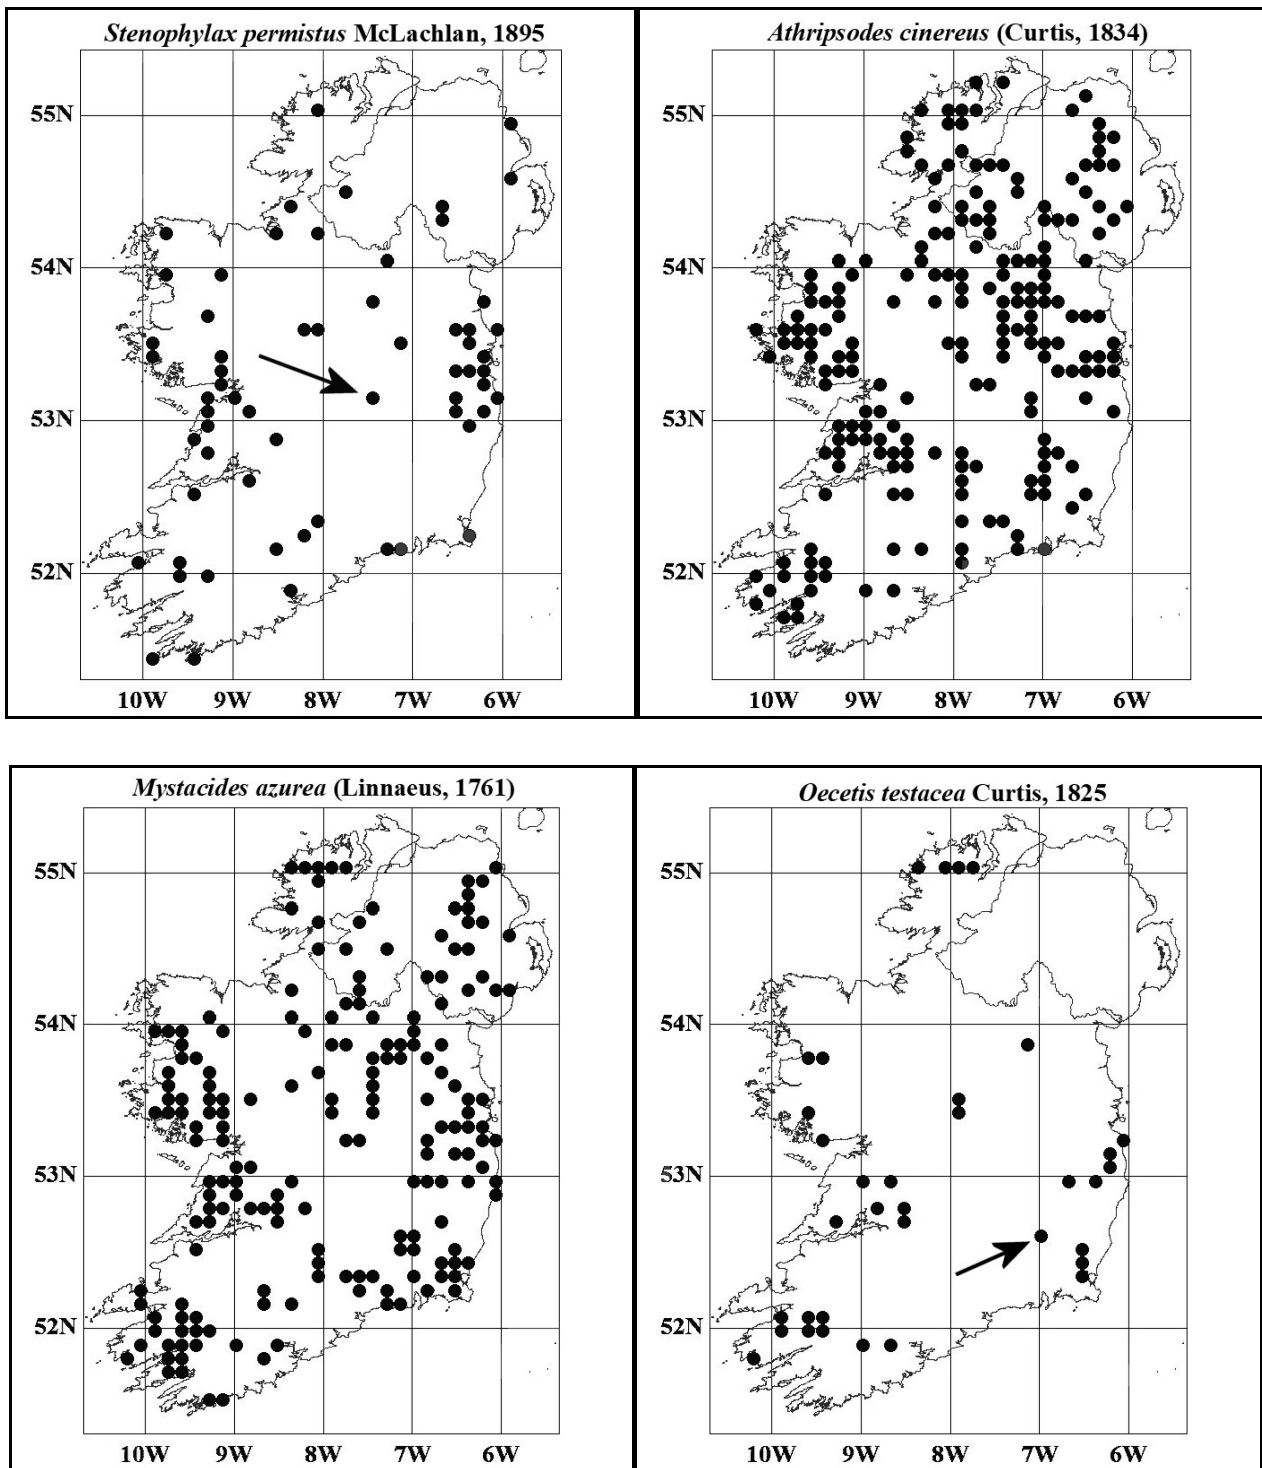 Stenophylax permistus McLachlan, 1895
55N
54N
53N
52N
10W 9W 8W 7W 6W
Athripsodes cinereus (Curtis, 1834)
55N
54N
53N
52N
10W 9W 8W 7W 6W
Mystacides azurea (Linnaeus, 1761)
55N
54N
53N
52N
10W 9W 8W 7W 6W
Oecetis testacea Curtis, 1825
55N
54N
53N
52N
10W 9W 8W 7W 6W